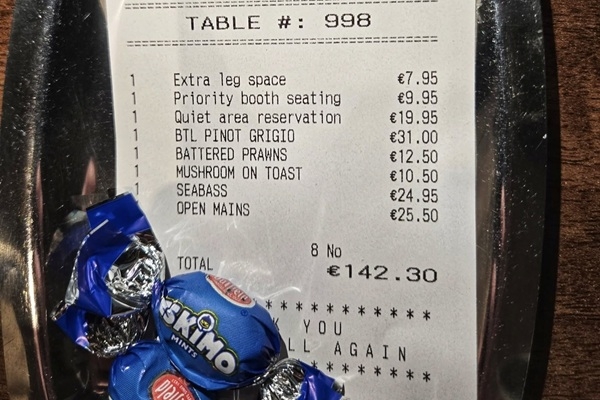 TABLE #: 998
1 Extra leg space €7.95
1 Priority booth seating €9.95
1 Quiet area reservation €19.95
1 BTL PINOT GRIGIO €31.00
1 BATTERED PRAWNS €12.50
1 MUSHROOM ON TOAST €10.50
1 SEABASS €24.95
OPEN MAINS €25.50
8 No
TOTAL €142.30
* * * * * * * * * *
YOU
AGAIN
* * * * * *
ESKIMO
MINTS